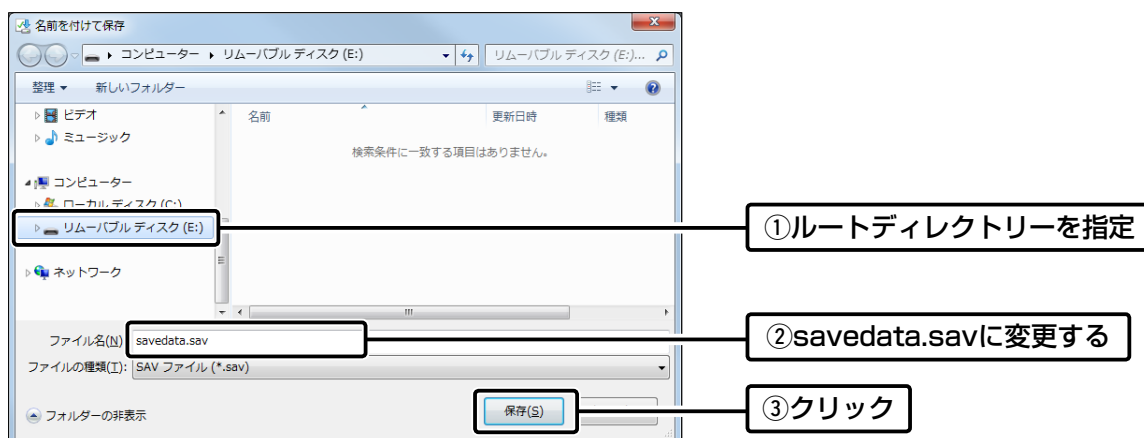 名前を付けて保存
コンピューター ▸ リムーバブル ディスク (E:)
リムーバブル ディスク (E:)...
整理 ▼ 新しいフォルダー
ビデオ
ミュージック
コンピューター
ローカル ディスク (C:)
リムーバブル ディスク (E:)
ネットワーク
名前 更新日時 種類
検索条件に一致する項目はありません。
ファイル名(N) savedata.sav
ファイルの種類(T): SAV ファイル (*.sav)
フォルダーの非表示
保存(S)
①ルートディレクトリーを指定
②savedata.savに変更する
③クリック